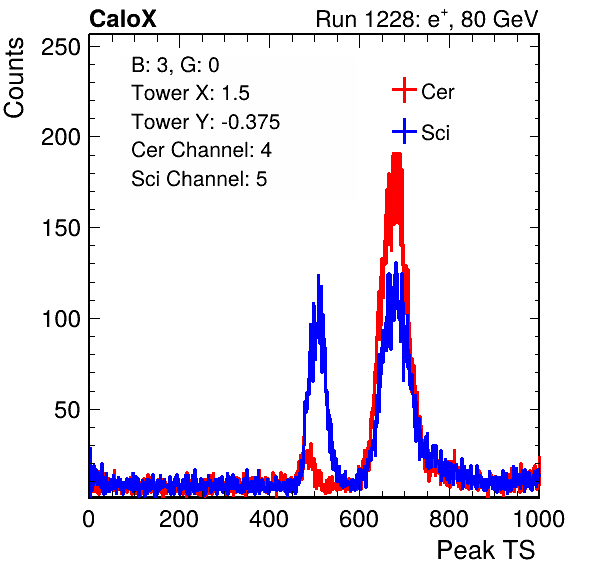 CaloX Run 1228: e⁺, 80 GeV
Counts
250
200
150
100
50
B: 3, G: 0
Tower X: 1.5
Tower Y: -0.375
Cer Channel: 4
Sci Channel: 5
Cer
Sci
0 200 400 600 800 1000
Peak TS